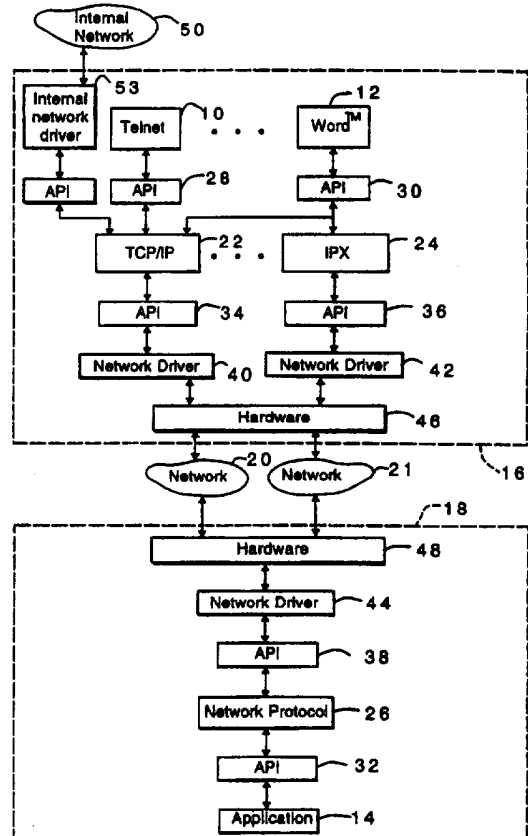 Internal
Network
50
53
Internal
network
driver
10
Telnet
. . .
12
Word™
API
API
28
API
30
TCP/IP
22
. . .
IPX
24
API
34
API
36
Network Driver
40
Network Driver
42
Hardware
46
16
Network
20
Network
21
18
Hardware
48
Network Driver
44
API
38
Network Protocol
26
API
32
Application
14